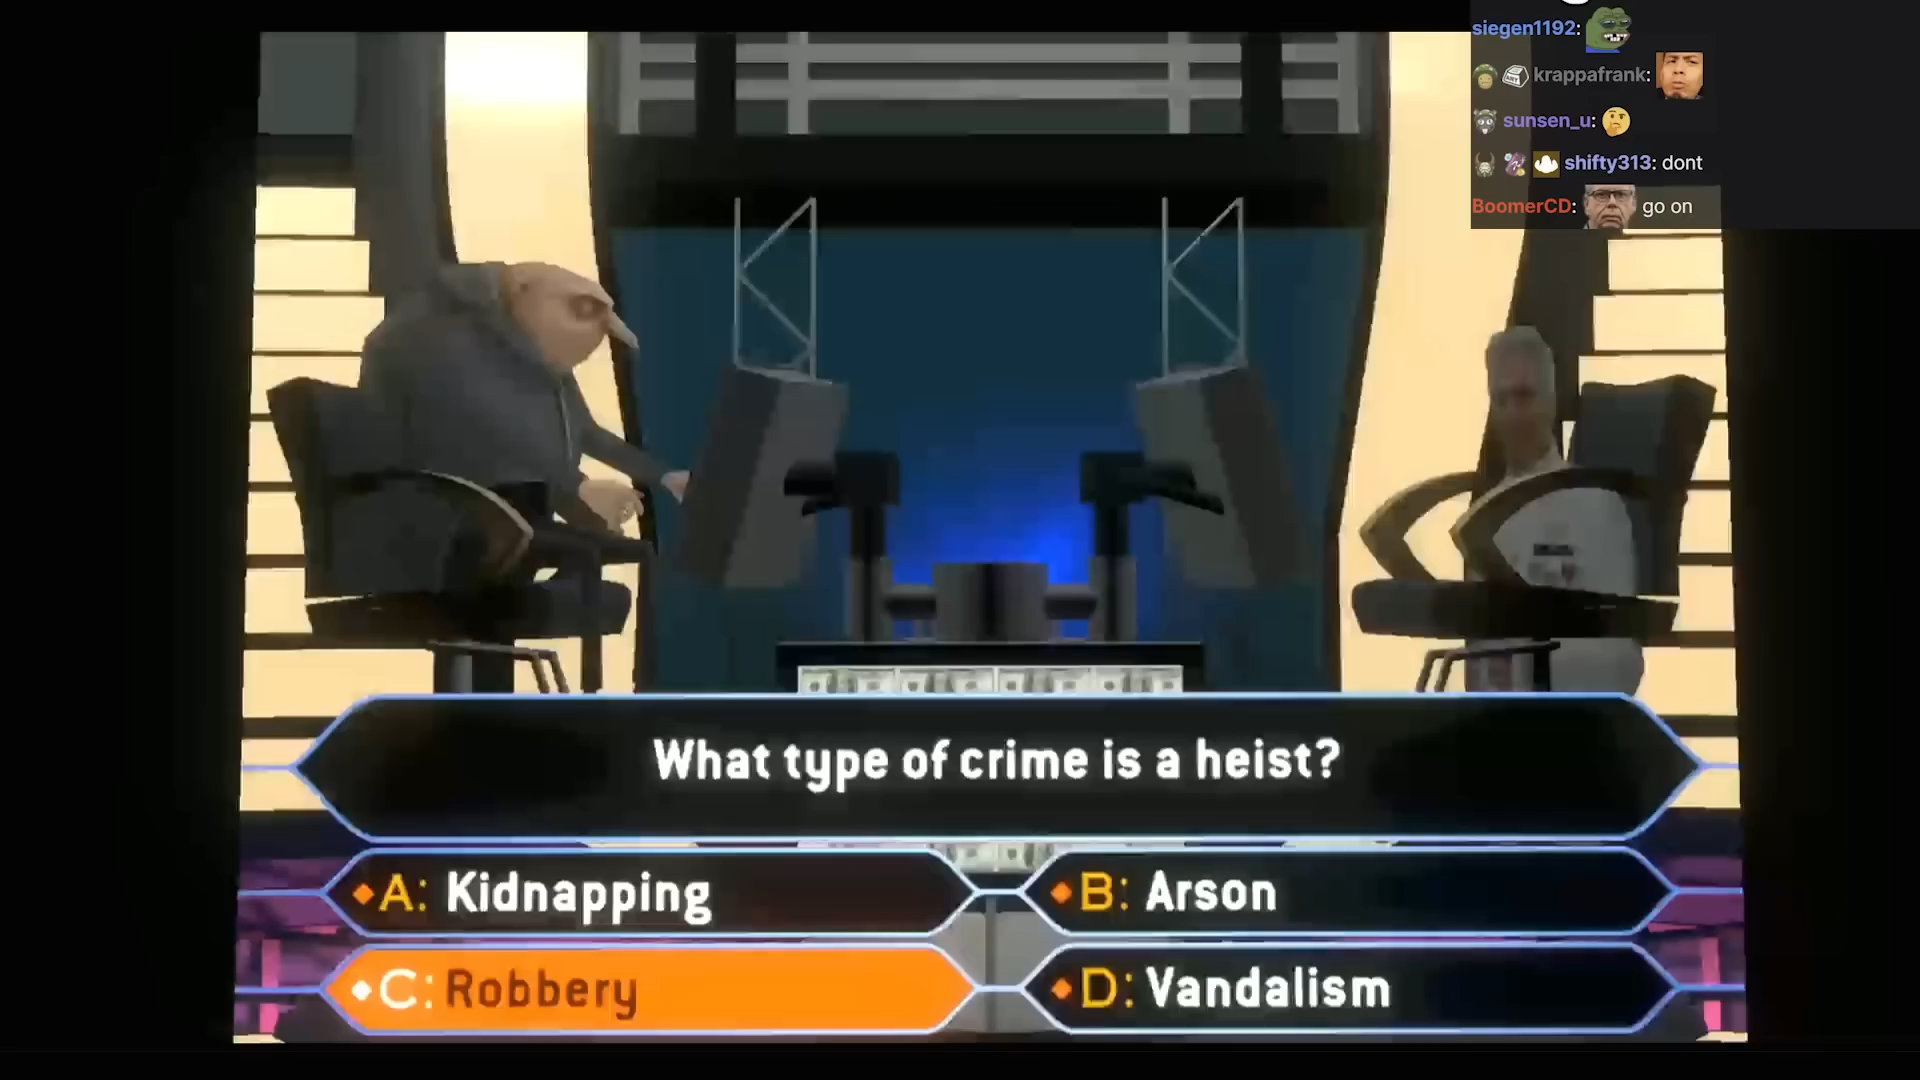 siegen1192:
krappafrank:
sunsen_u:
shifty313: dont
BoomerCD: go on
What type of crime is a heist?
A: Kidnapping
B: Arson
C: Robbery
D: Vandalism